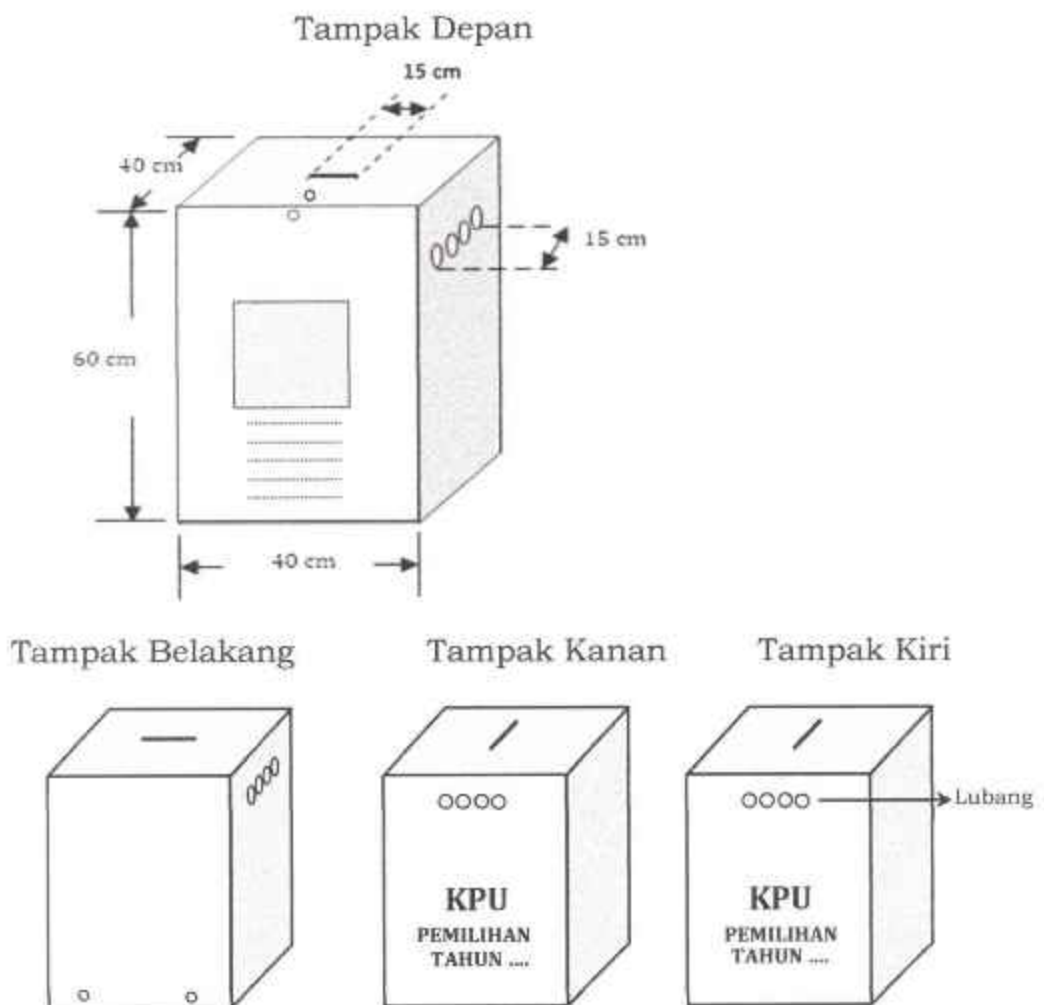 Tampak Depan
15 cm
40 cm
15 cm
60 cm
40 cm
Tampak Belakang
Tampak Kanan
Tampak Kiri
Lubang
KPU
PEMILIHAN
TAHUN ....
KPU
PEMILIHAN
TAHUN ....